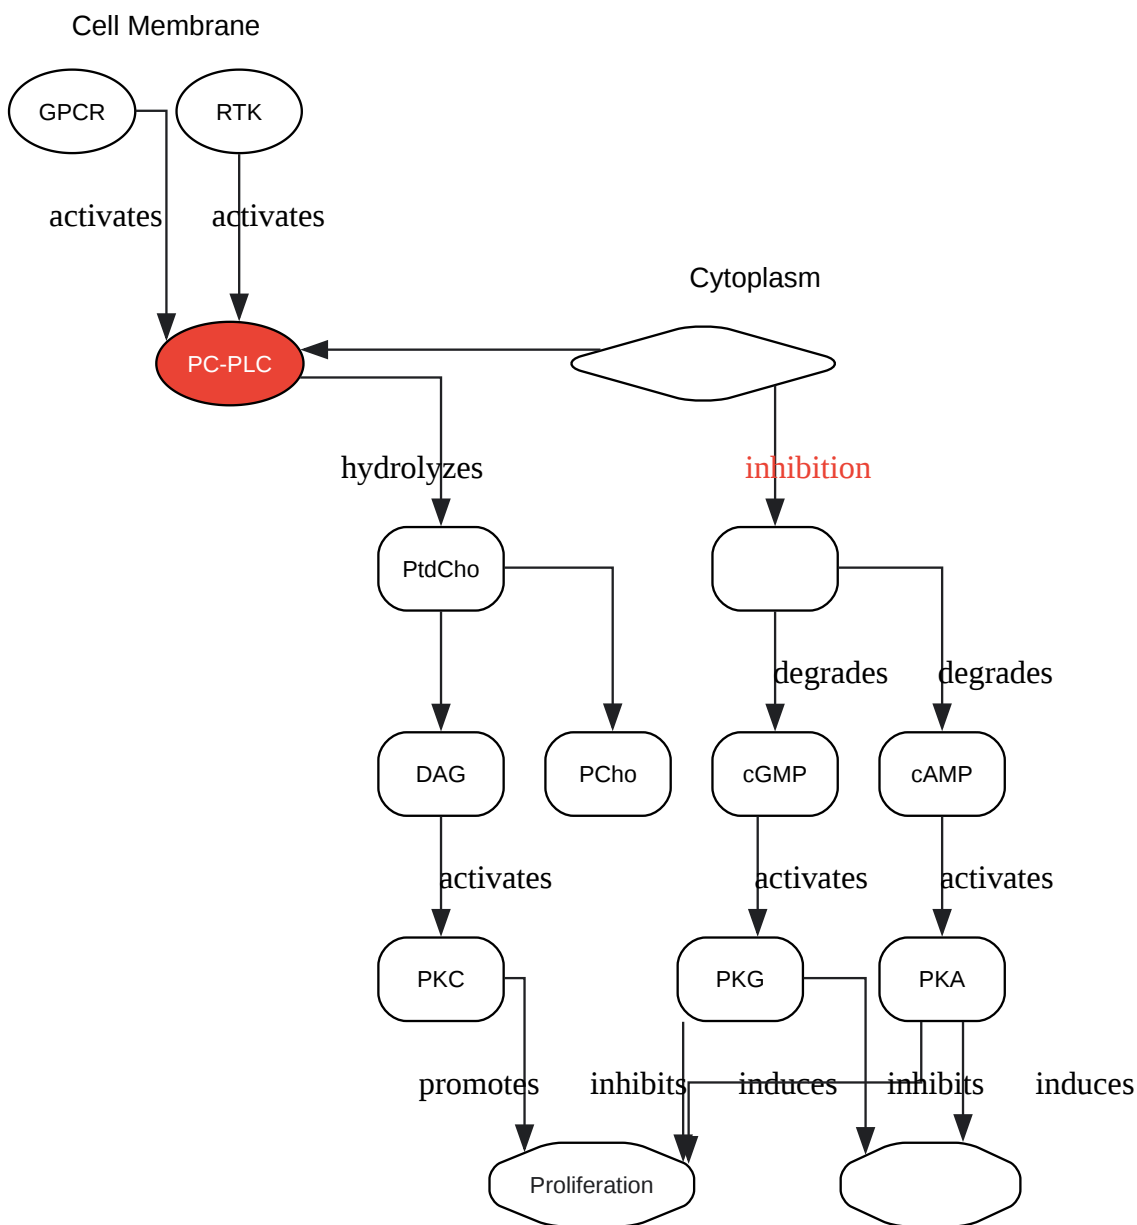 Cell Membrane
GPCR
RTK
activates
activates
Cytoplasm
PC-PLC
hydrolyzes
inhibition
PtdCho
degrades
degrades
DAG
PCho
cGMP
cAMP
activates
activates
activates
PKC
PKG
PKA
promotes
inhibits
induces
inhibits
induces
Proliferation